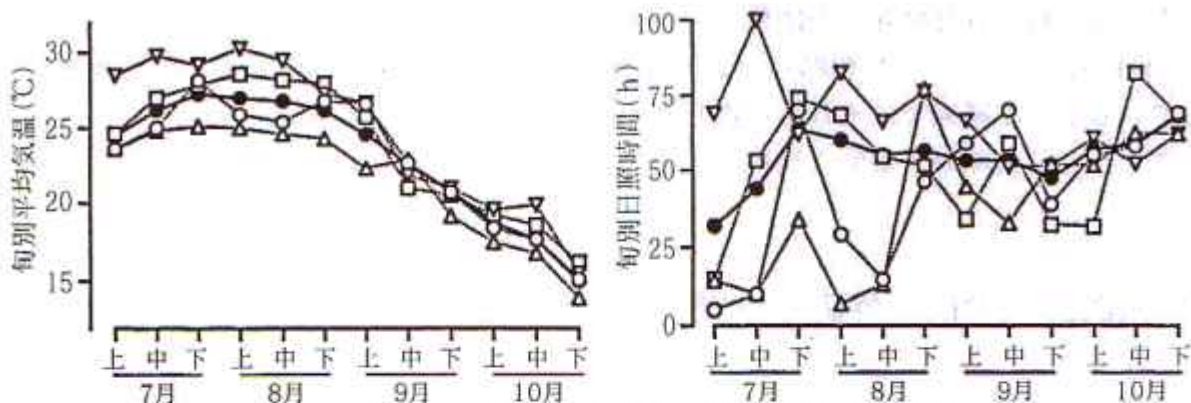 旬別平均気温(℃)
30
25
20
15
上 中 下 上 中 下 上 中 下 上 中 下
7月 8月 9月 10月
旬別日照時間(h)
100
75
50
25
0
上 中 下 上 中 下 上 中 下 上 中 下
7月 8月 9月 10月